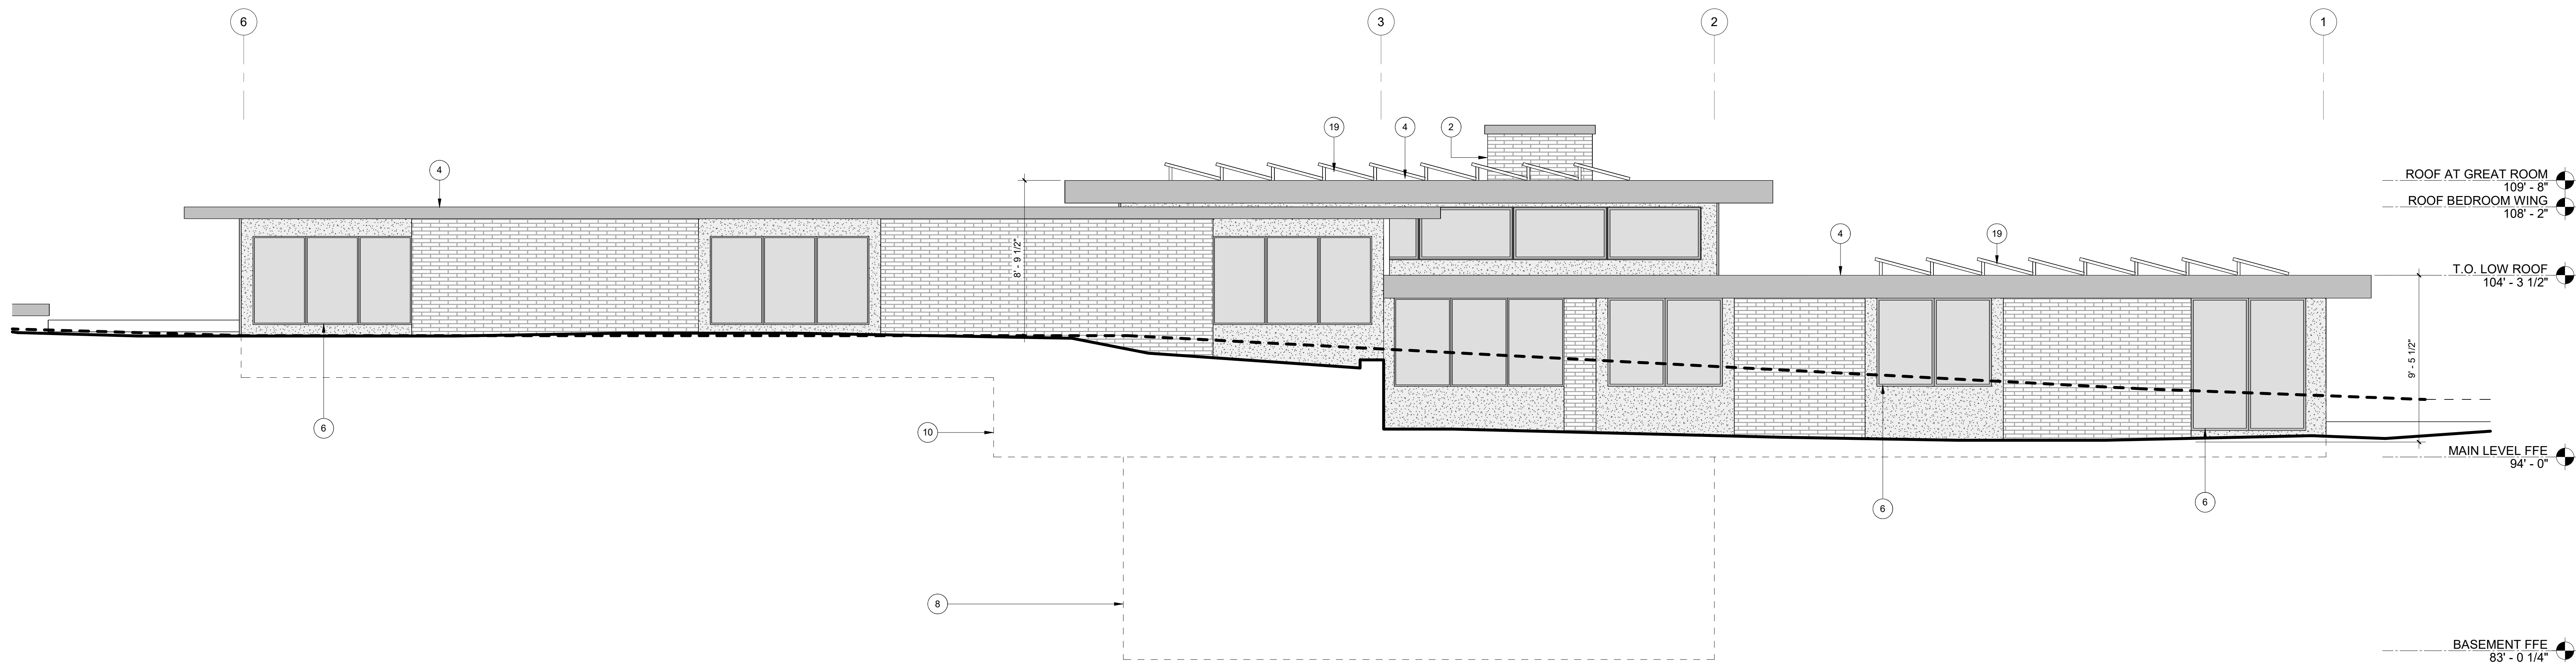 6
3
2
1
19
4
2
4
ROOF AT GREAT ROOM
109' - 8"
ROOF BEDROOM WING
108' - 2"
4
19
8' - 9 1/2"
T.O. LOW ROOF
104' - 3 1/2"
9' - 5 1/2"
6
10
MAIN LEVEL FFE
94' - 0"
6
6
8
BASEMENT FFE
83' - 0 1/4"